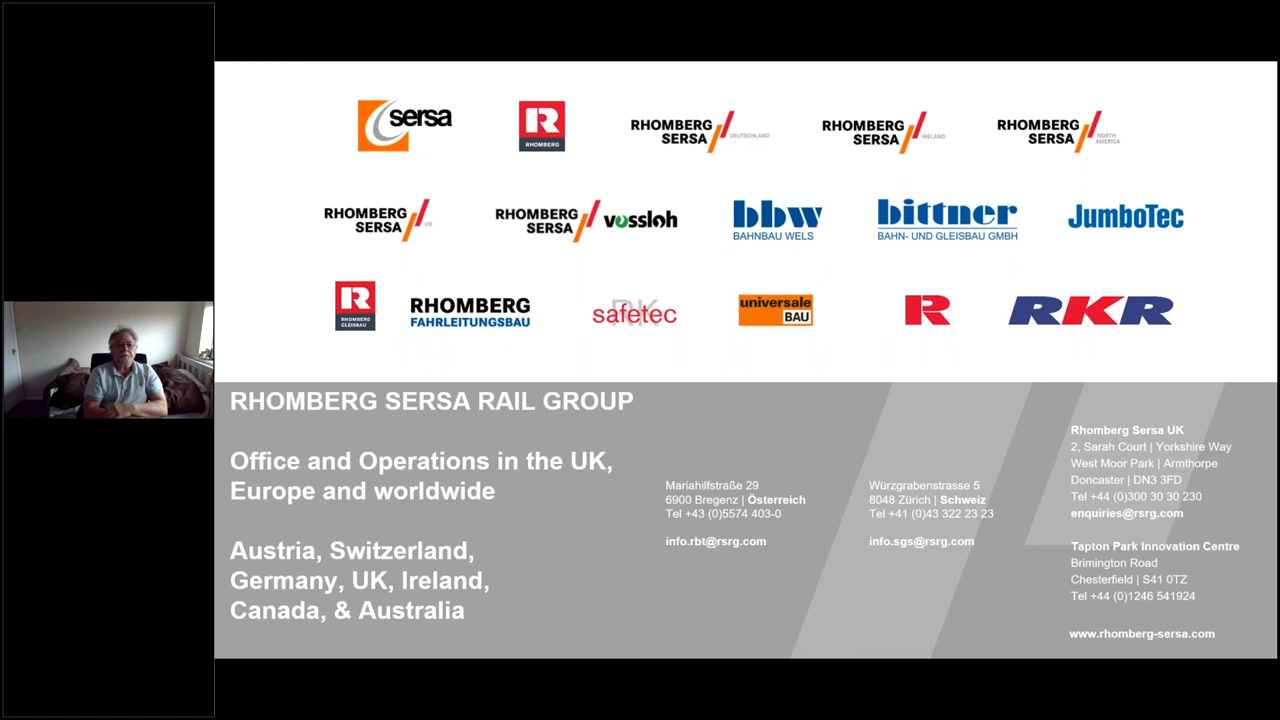 sersa
R
RHOMBERG
RHOMBERG
SERSA
DEUTSCHLAND
RHOMBERG
SERSA
IRELAND
RHOMBERG
SERSA
NORTH
AMERICA
RHOMBERG
SERSA
UK
RHOMBERG
SERSA
vossloh
bbw
BAHNBAU WELS
bittner
BAHN- UND GLEISBAU GMBH
JUMBOTEC
R
RHOMBERG
GLEISBAU
RHOMBERG
FAHRLEITUNGSBAU
RK
safetec
universale
BAU
R
RKR
RHOMBERG SERSA RAIL GROUP
Office and Operations in the UK,
Europe and worldwide
Austria, Switzerland,
Germany, UK, Ireland,
Canada, & Australia
Mariahilfstraße 29
6900 Bregenz | Österreich
Tel +43 (0)5574 403-0
info.rbt@rsrg.com
Würzgrabenstrasse 5
8048 Zürich | Schweiz
Tel +41 (0)43 322 23 23
info.sgs@rsrg.com
Rhomberg Sersa UK
2, Sarah Court | Yorkshire Way
West Moor Park | Armthorpe
Doncaster | DN3 3FD
Tel +44 (0)300 30 30 230
enquiries@rsrg.com
Tapton Park Innovation Centre
Brimington Road
Chesterfield | S41 0TZ
Tel +44 (0)1246 541924
www.rhomberg-sersa.com